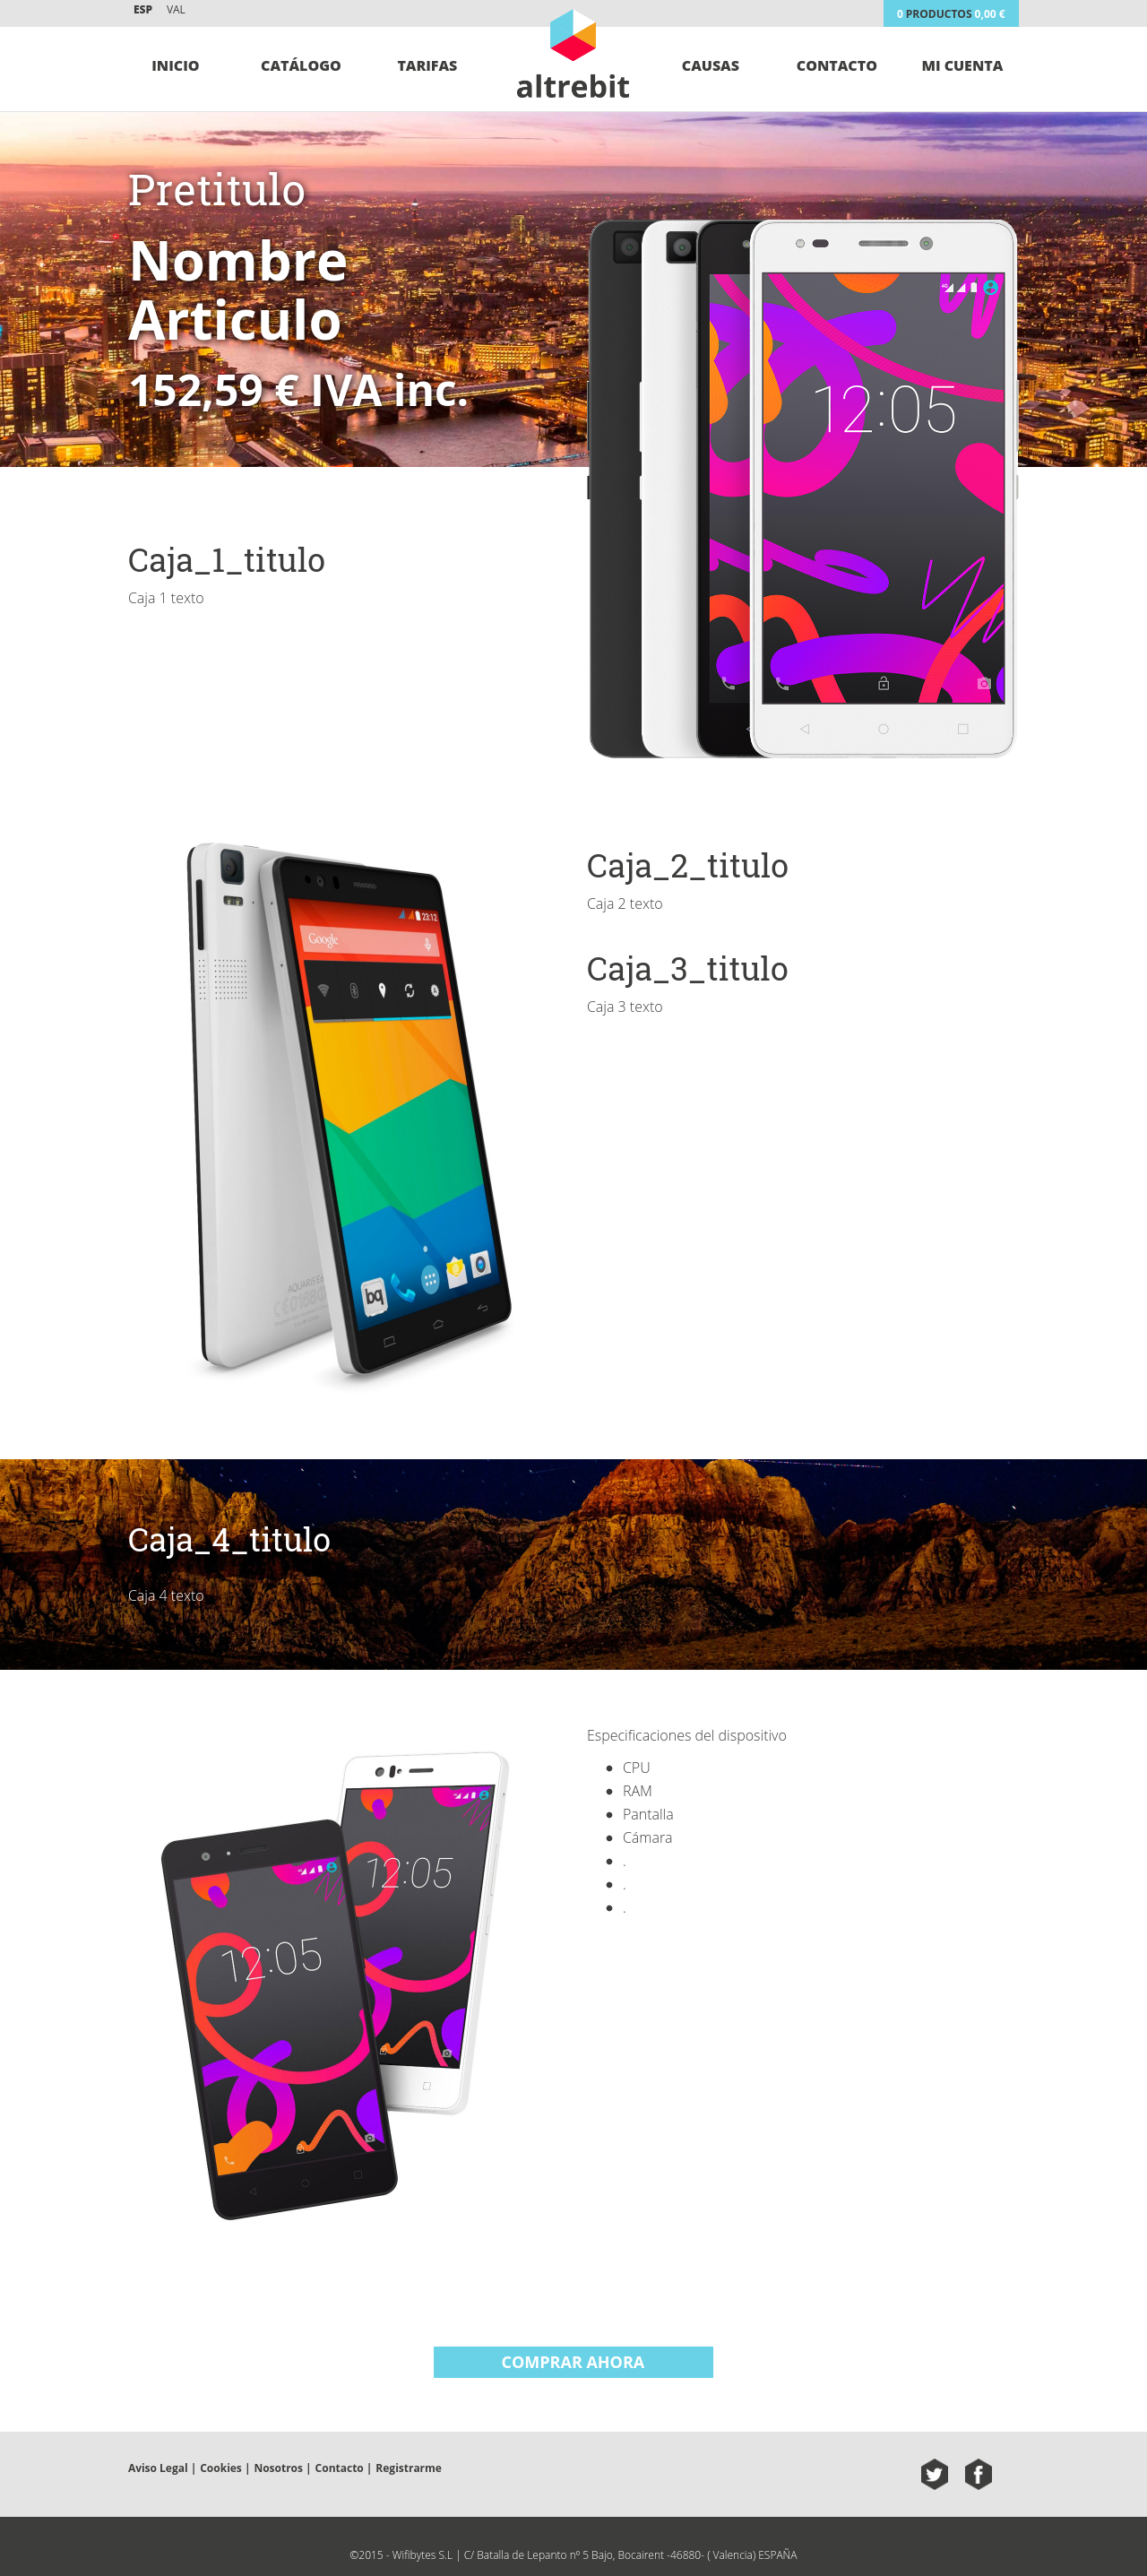 ESP VAL
0 PRODUCTOS 0,00 €
INICIO CATÁLOGO TARIFAS
altrebit
CAUSAS CONTACTO MI CUENTA
Pretitulo
Nombre
Articulo
152,59 € IVA inc.
12:05
Caja_1_titulo
Caja 1 texto
23:12
Google
bq
Caja_2_titulo
Caja 2 texto
Caja_3_titulo
Caja 3 texto
Caja_4_titulo
Caja 4 texto
12:05
12:05
Especificaciones del dispositivo
CPU
RAM
Pantalla
Cámara
.
.
.
COMPRAR AHORA
Aviso Legal | Cookies | Nosotros | Contacto | Registrarme
©2015 - Wifibytes S.L | C/ Batalla de Lepanto nº 5 Bajo, Bocairent -46880- ( Valencia) ESPAÑA